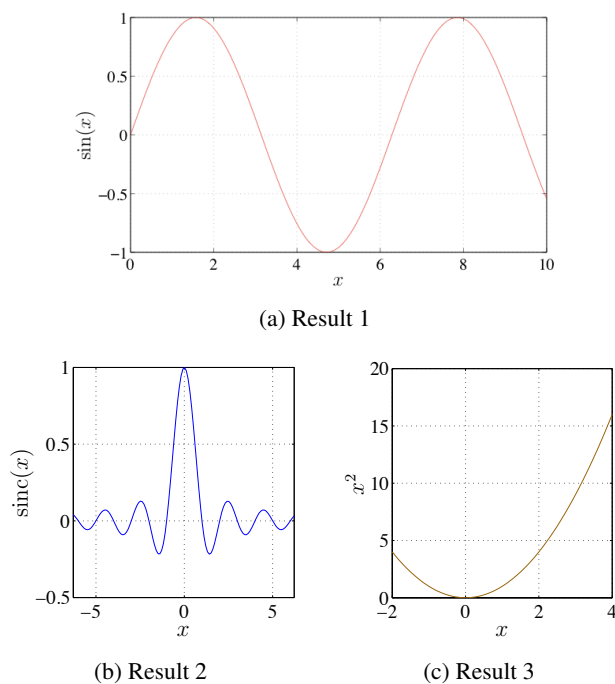 1
0.5
0
−0.5
−1
sin(x)
0 2 4 6 8 10
x
(a) Result 1
1
0.5
0
−0.5
sinc(x)
−5 0 5
x
(b) Result 2
20
15
10
5
0
x²
−2 0 2 4
x
(c) Result 3